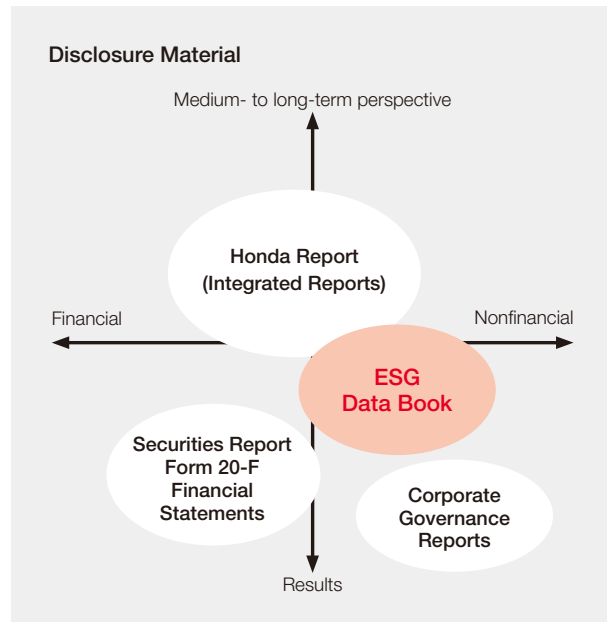 Disclosure Material
Medium- to long-term perspective
Honda Report
(Integrated Reports)
Financial
Nonfinancial
ESG
Data Book
Securities Report
Form 20-F
Financial
Statements
Corporate
Governance
Reports
Results